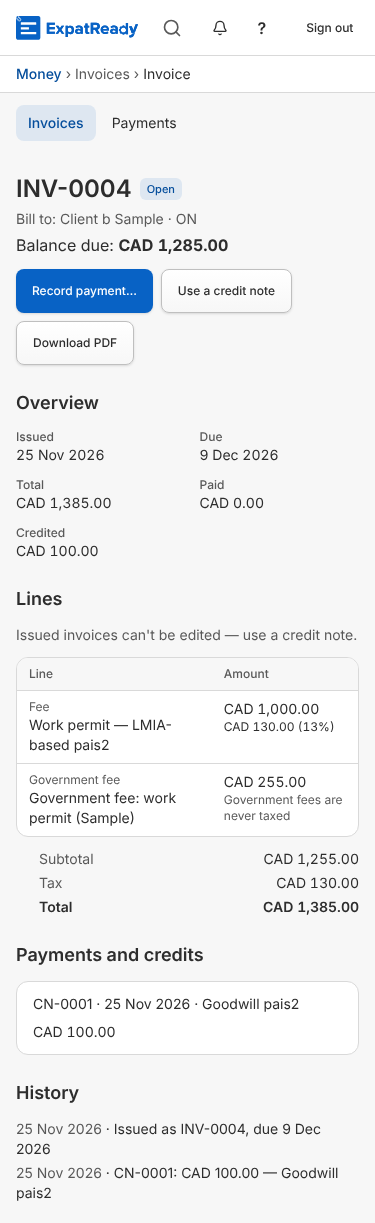 ExpatReady
?
Sign out
Money › Invoices › Invoice
Invoices
Payments
INV-0004 Open
Bill to: Client b Sample · ON
Balance due: CAD 1,285.00
Record payment...
Use a credit note
Download PDF
Overview
Issued
25 Nov 2026
Due
9 Dec 2026
Total
CAD 1,385.00
Paid
CAD 0.00
Credited
CAD 100.00
Lines
Issued invoices can't be edited — use a credit note.
Line
Amount
Fee
Work permit — LMIA-
based pais2
CAD 1,000.00
CAD 130.00 (13%)
Government fee
Government fee: work
permit (Sample)
CAD 255.00
Government fees are
never taxed
Subtotal CAD 1,255.00
Tax CAD 130.00
Total CAD 1,385.00
Payments and credits
CN-0001 · 25 Nov 2026 · Goodwill pais2
CAD 100.00
History
25 Nov 2026 · Issued as INV-0004, due 9 Dec
2026
25 Nov 2026 · CN-0001: CAD 100.00 — Goodwill
pais2